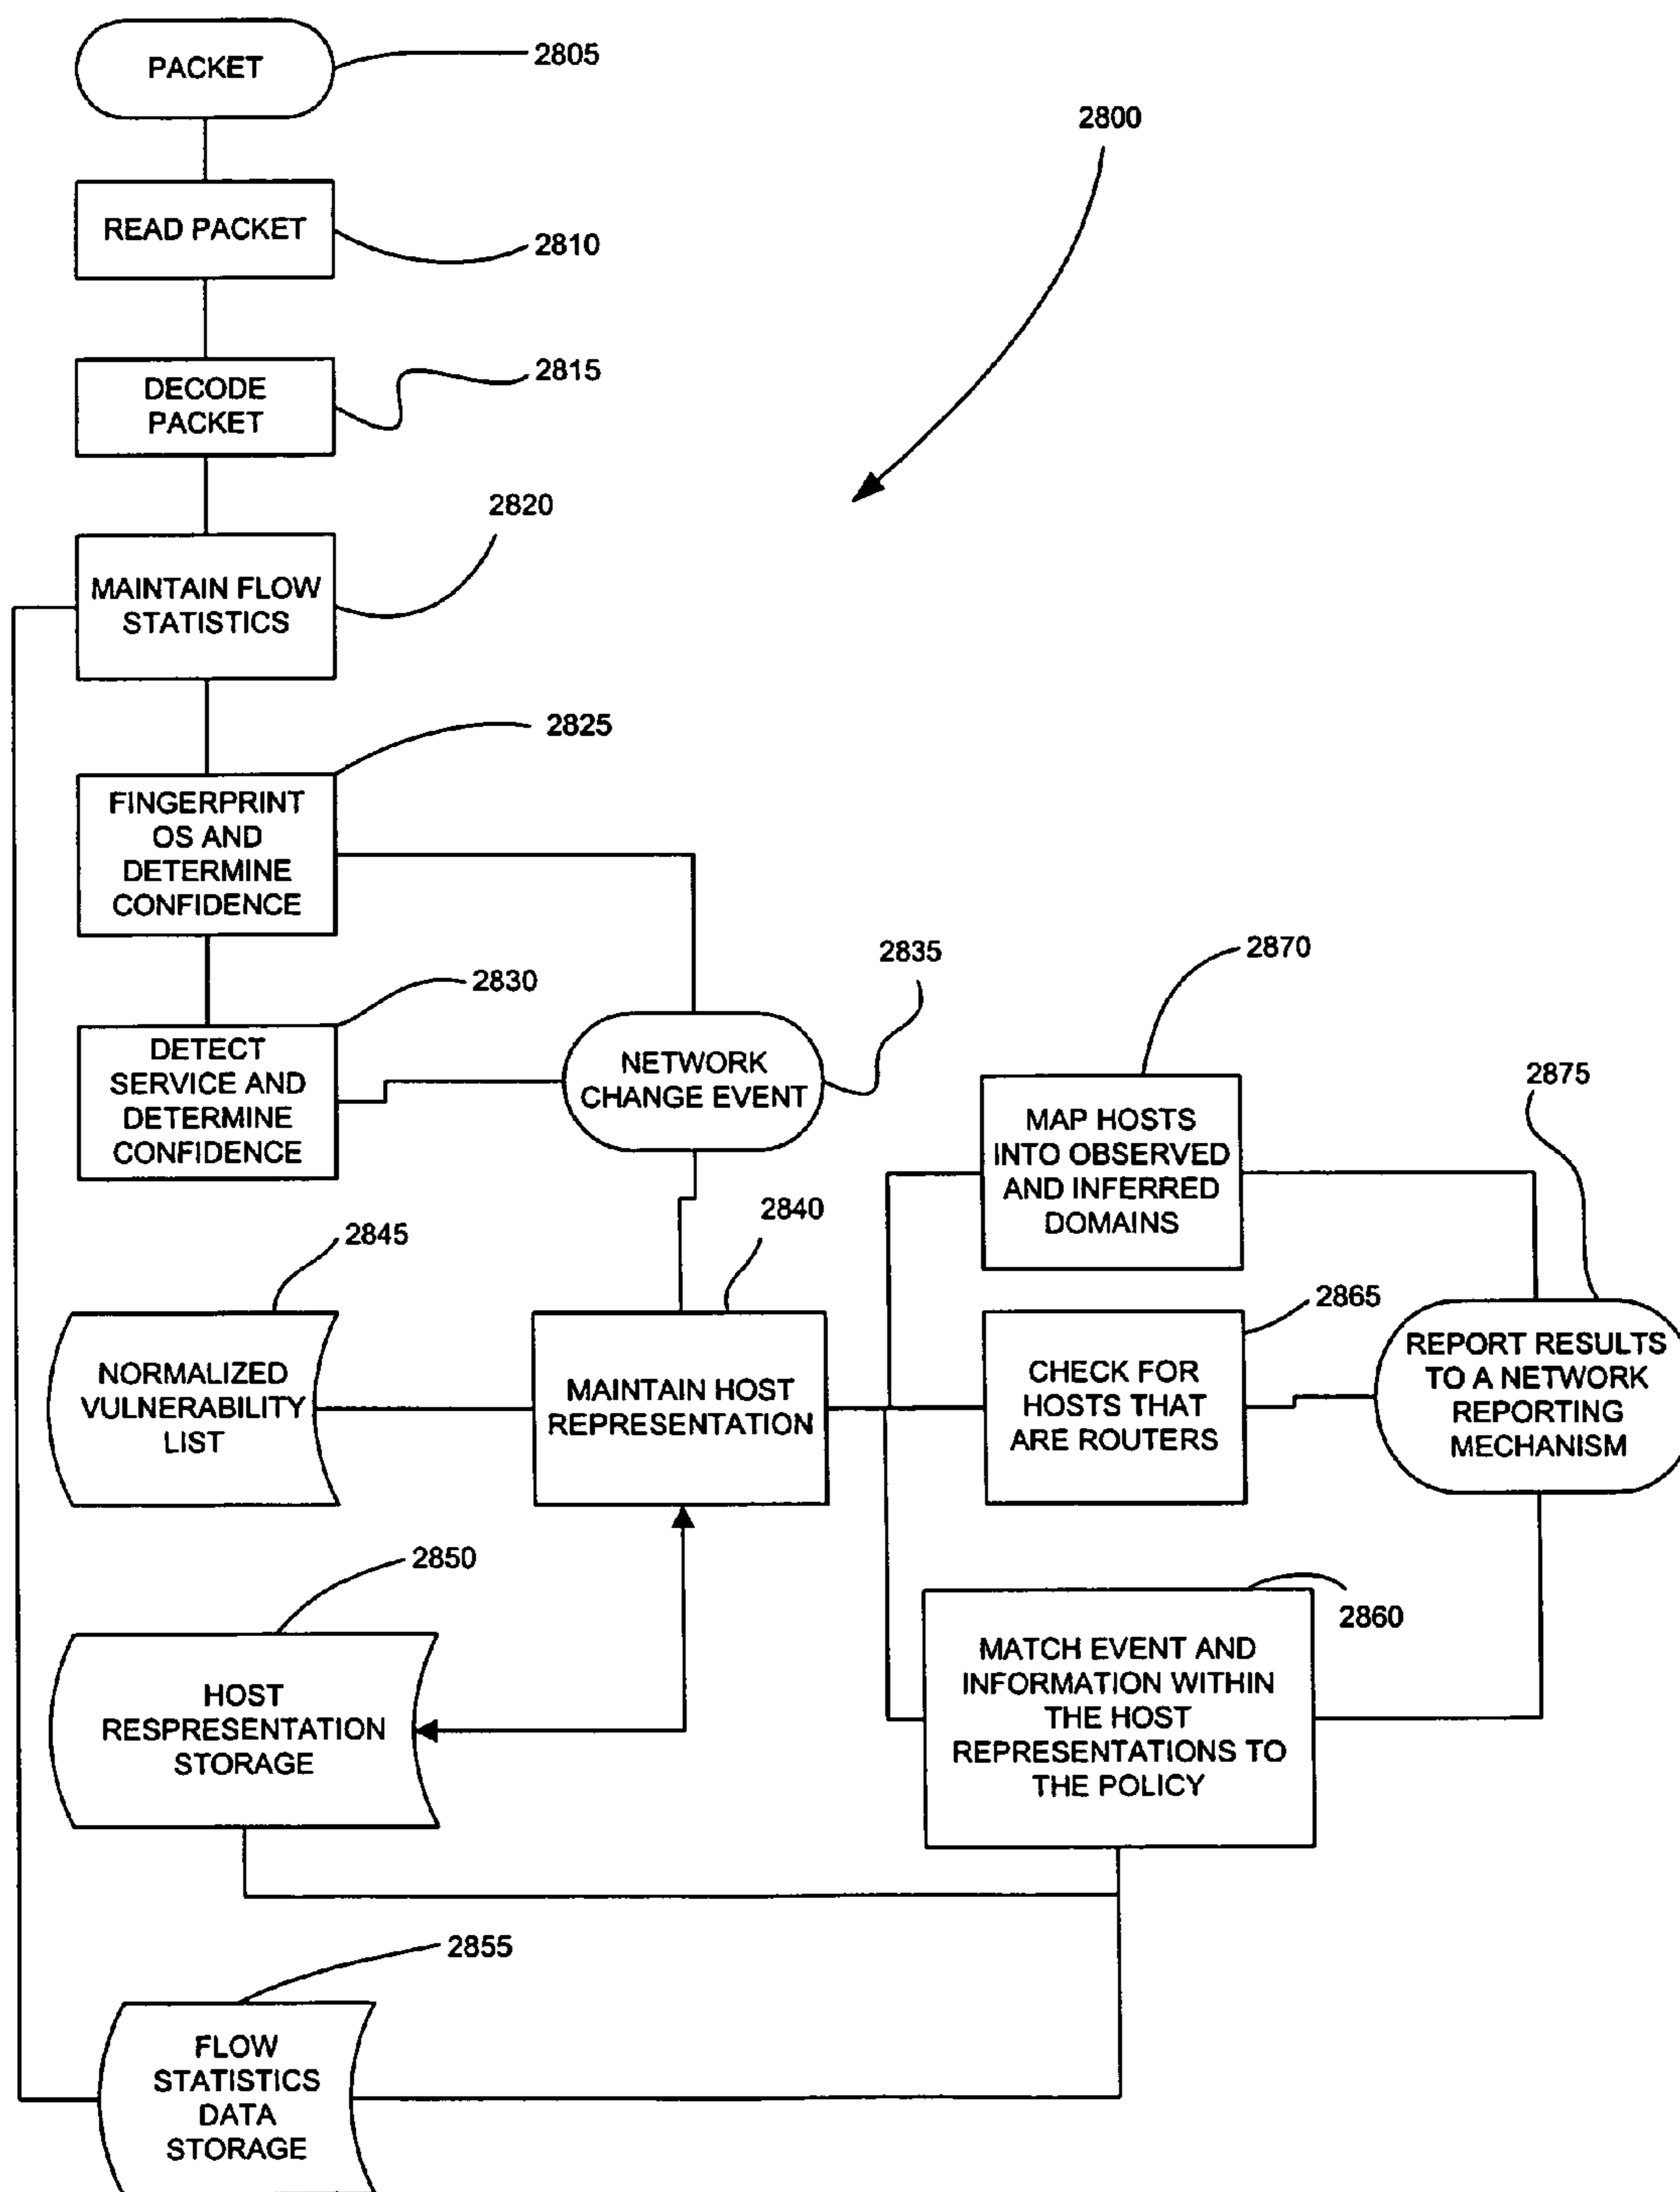 PACKET
2805
2800
READ PACKET
2810
DECODE
PACKET
2815
2820
MAINTAIN FLOW
STATISTICS
2825
FINGERPRINT
OS AND
DETERMINE
CONFIDENCE
2830
DETECT
SERVICE AND
DETERMINE
CONFIDENCE
2835
NETWORK
CHANGE EVENT
2870
MAP HOSTS
INTO OBSERVED
AND INFERRED
DOMAINS
2875
REPORT RESULTS
TO A NETWORK
REPORTING
MECHANISM
2845
NORMALIZED
VULNERABILITY
LIST
2840
MAINTAIN HOST
REPRESENTATION
2865
CHECK FOR
HOSTS THAT
ARE ROUTERS
2850
HOST
RESPRESENTATION
STORAGE
2860
MATCH EVENT AND
INFORMATION WITHIN
THE HOST
REPRESENTATIONS TO
THE POLICY
2855
FLOW
STATISTICS
DATA
STORAGE